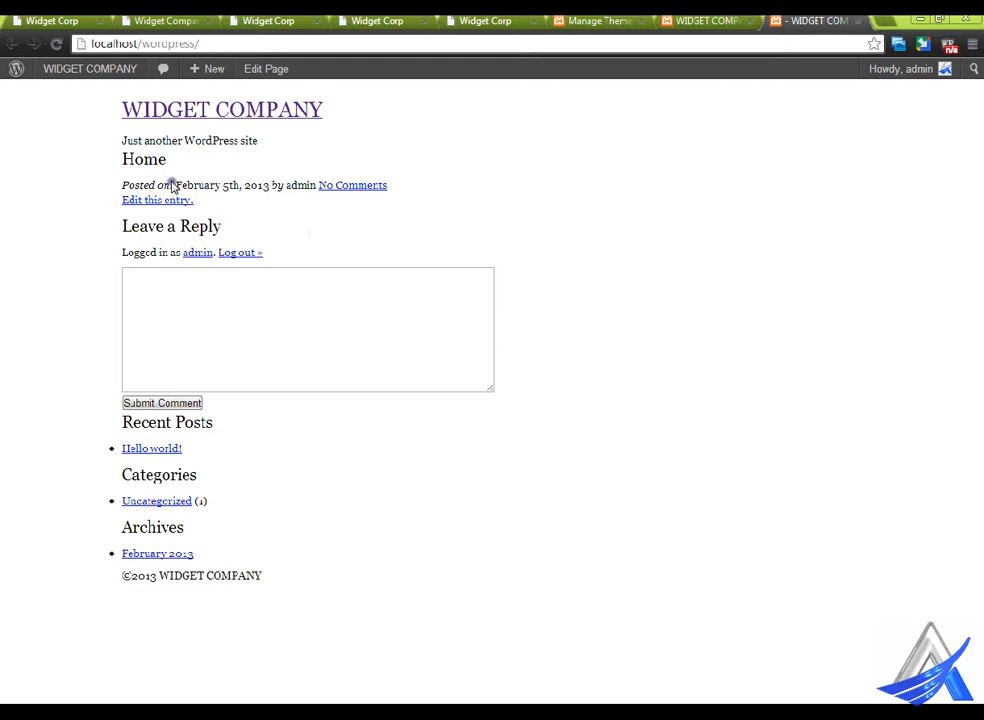 Widget Corp Widget Compa Widget Corp Widget Corp Widget Corp Manage Theme WIDGET COMP - WIDGET COM
localhost/wordpress/
WIDGET COMPANY + New Edit Page Howdy, admin
WIDGET COMPANY
Just another WordPress site
Home
Posted on February 5th, 2013 by admin No Comments
Edit this entry.
Leave a Reply
Logged in as admin. Log out »
Submit Comment
Recent Posts
Hello world!
Categories
Uncategorized (1)
Archives
February 2013
©2013 WIDGET COMPANY